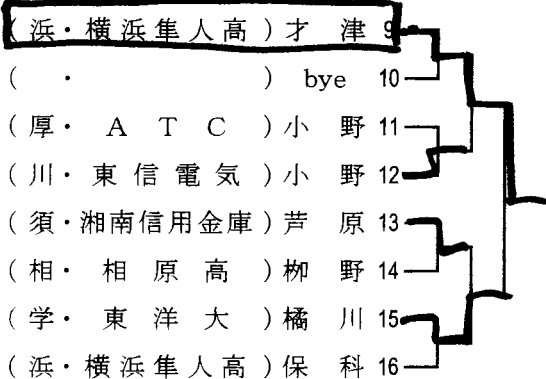 (浜・横浜隼人高)才 津 9
( ・ ) bye 10
(厚・ A T C )小 野 11
(川・東信電気)小 野 12
(須・湘南信用金庫)芦 原 13
(相・相原高)栁 野 14
(学・東洋大)橘 川 15
(浜・横浜隼人高)保 科 16